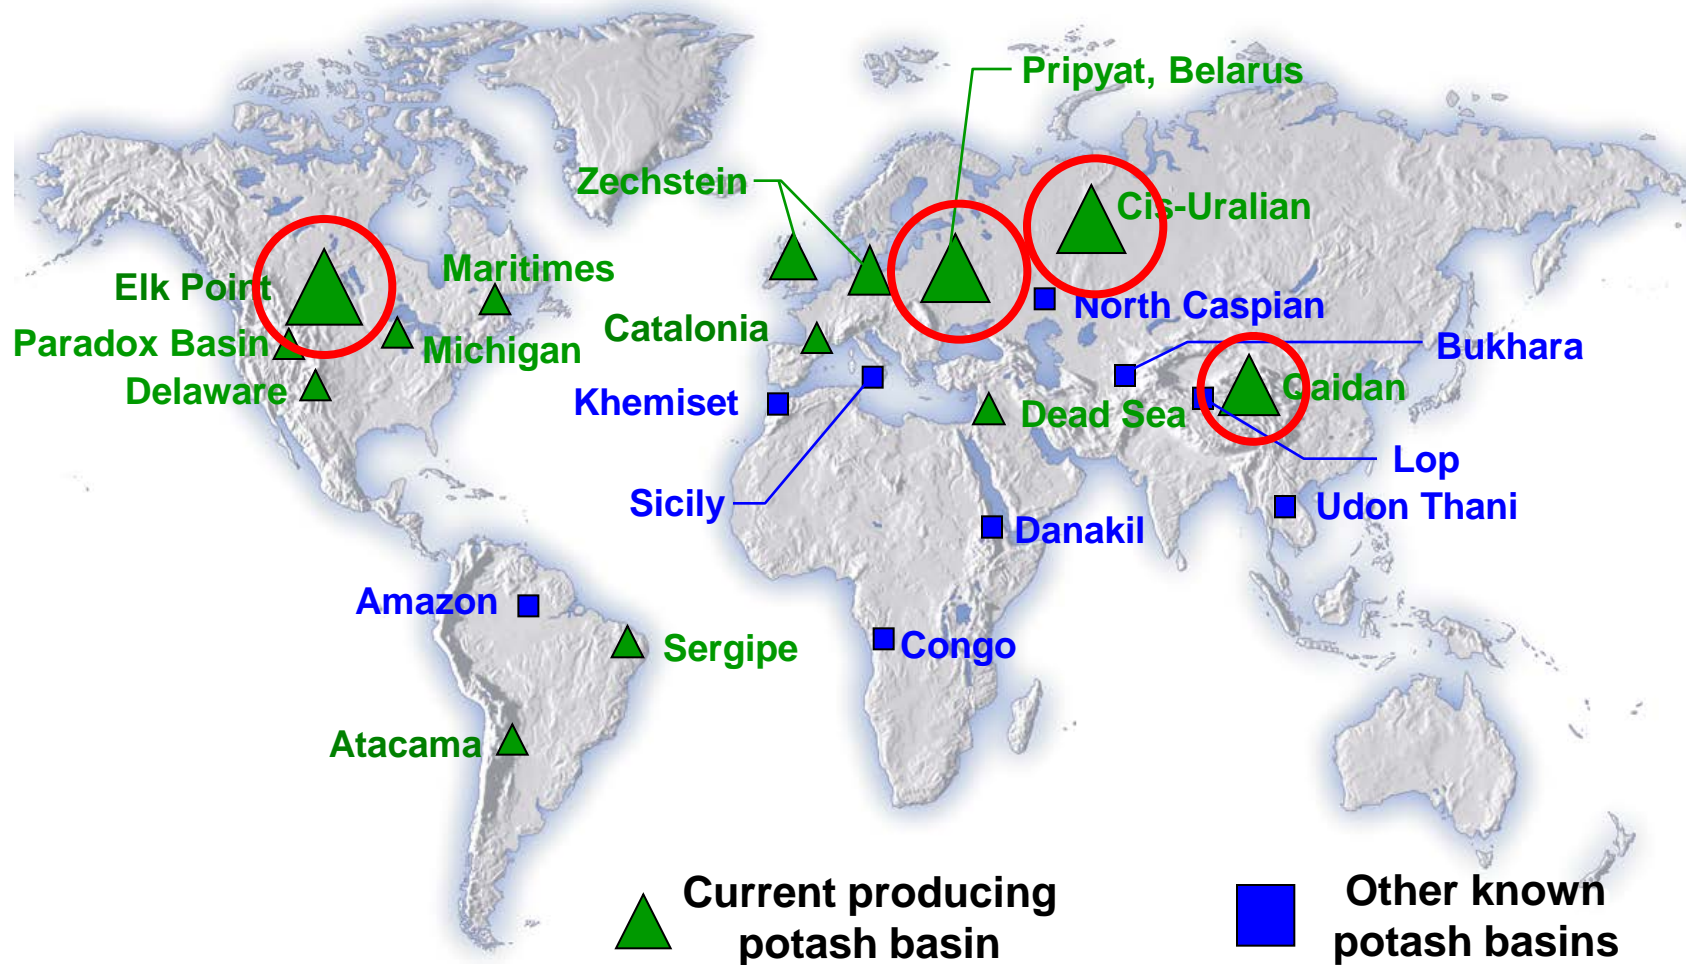 Pripyat, Belarus
Zechstein
Cis-Uralian
Maritimes
Elk Point
North Caspian
Catalonia
Paradox Basin
Michigan
Bukhara
Delaware
Qaidan
Khemiset
Dead Sea
Lop
Sicily
Udon Thani
Danakil
Amazon
Congo
Sergipe
Atacama
Current producing
potash basin
Other known
potash basins